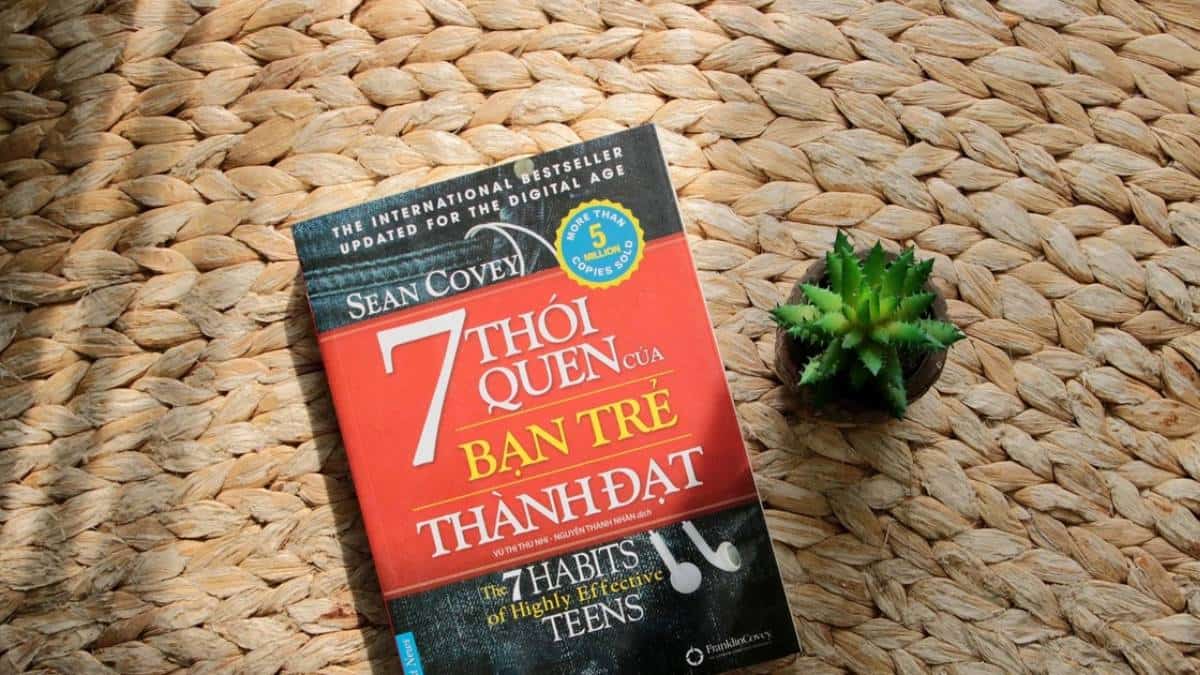 THE INTERNATIONAL BESTSELLER
UPDATED FOR THE DIGITAL AGE
MORE THAN
5
MILLION
COPIES SOLD
SEAN COVEY
7 THÓI
QUEN CỦA
BẠN TRẺ
THÀNH ĐẠT
VŨ THỊ THU NHI - NGUYỄN THÀNH NHÂN dịch
The 7 HABITS
of Highly Effective
TEENS
FranklinCovey